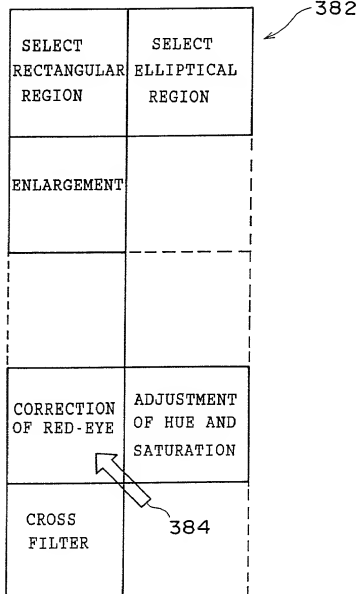 382
SELECT
RECTANGULAR
REGION
SELECT
ELLIPTICAL
REGION
ENLARGEMENT
CORRECTION
OF RED-EYE
ADJUSTMENT
OF HUE AND
SATURATION
384
CROSS
FILTER